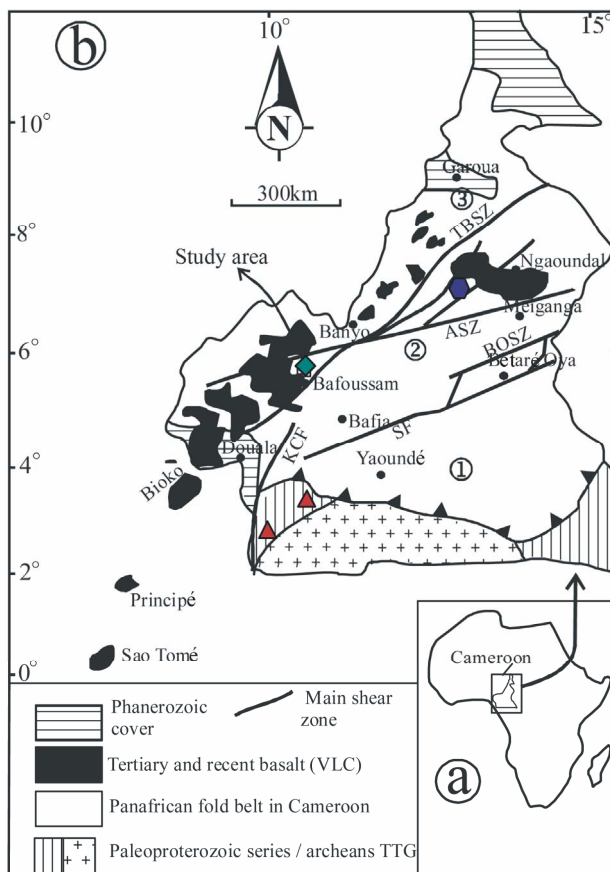 10°
15°
b
10°
N
Garoua
300km
③
8°
TBSZ
Study area
Ngaoundal
Meiganga
Banyo
ASZ
6°
②
BOSZ
Bétaré Oya
Bafoussam
Bafia
SF
Douala
KCF
4°
Yaoundé
①
Bioko
2°
Principé
Sao Tomé
Cameroon
0°
Phanerozoic
cover
Main shear
zone
Tertiary and recent basalt (VLC)
a
Panafrican fold belt in Cameroon
Paleoproterozoic series / archeans TTG